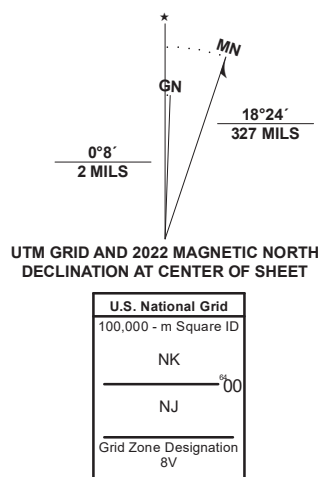 ★
MN
GN
18°24´
327 MILS
0°8´
2 MILS
UTM GRID AND 2022 MAGNETIC NORTH
DECLINATION AT CENTER OF SHEET
U.S. National Grid
100,000 - m Square ID
NK
6400
NJ
Grid Zone Designation
8V